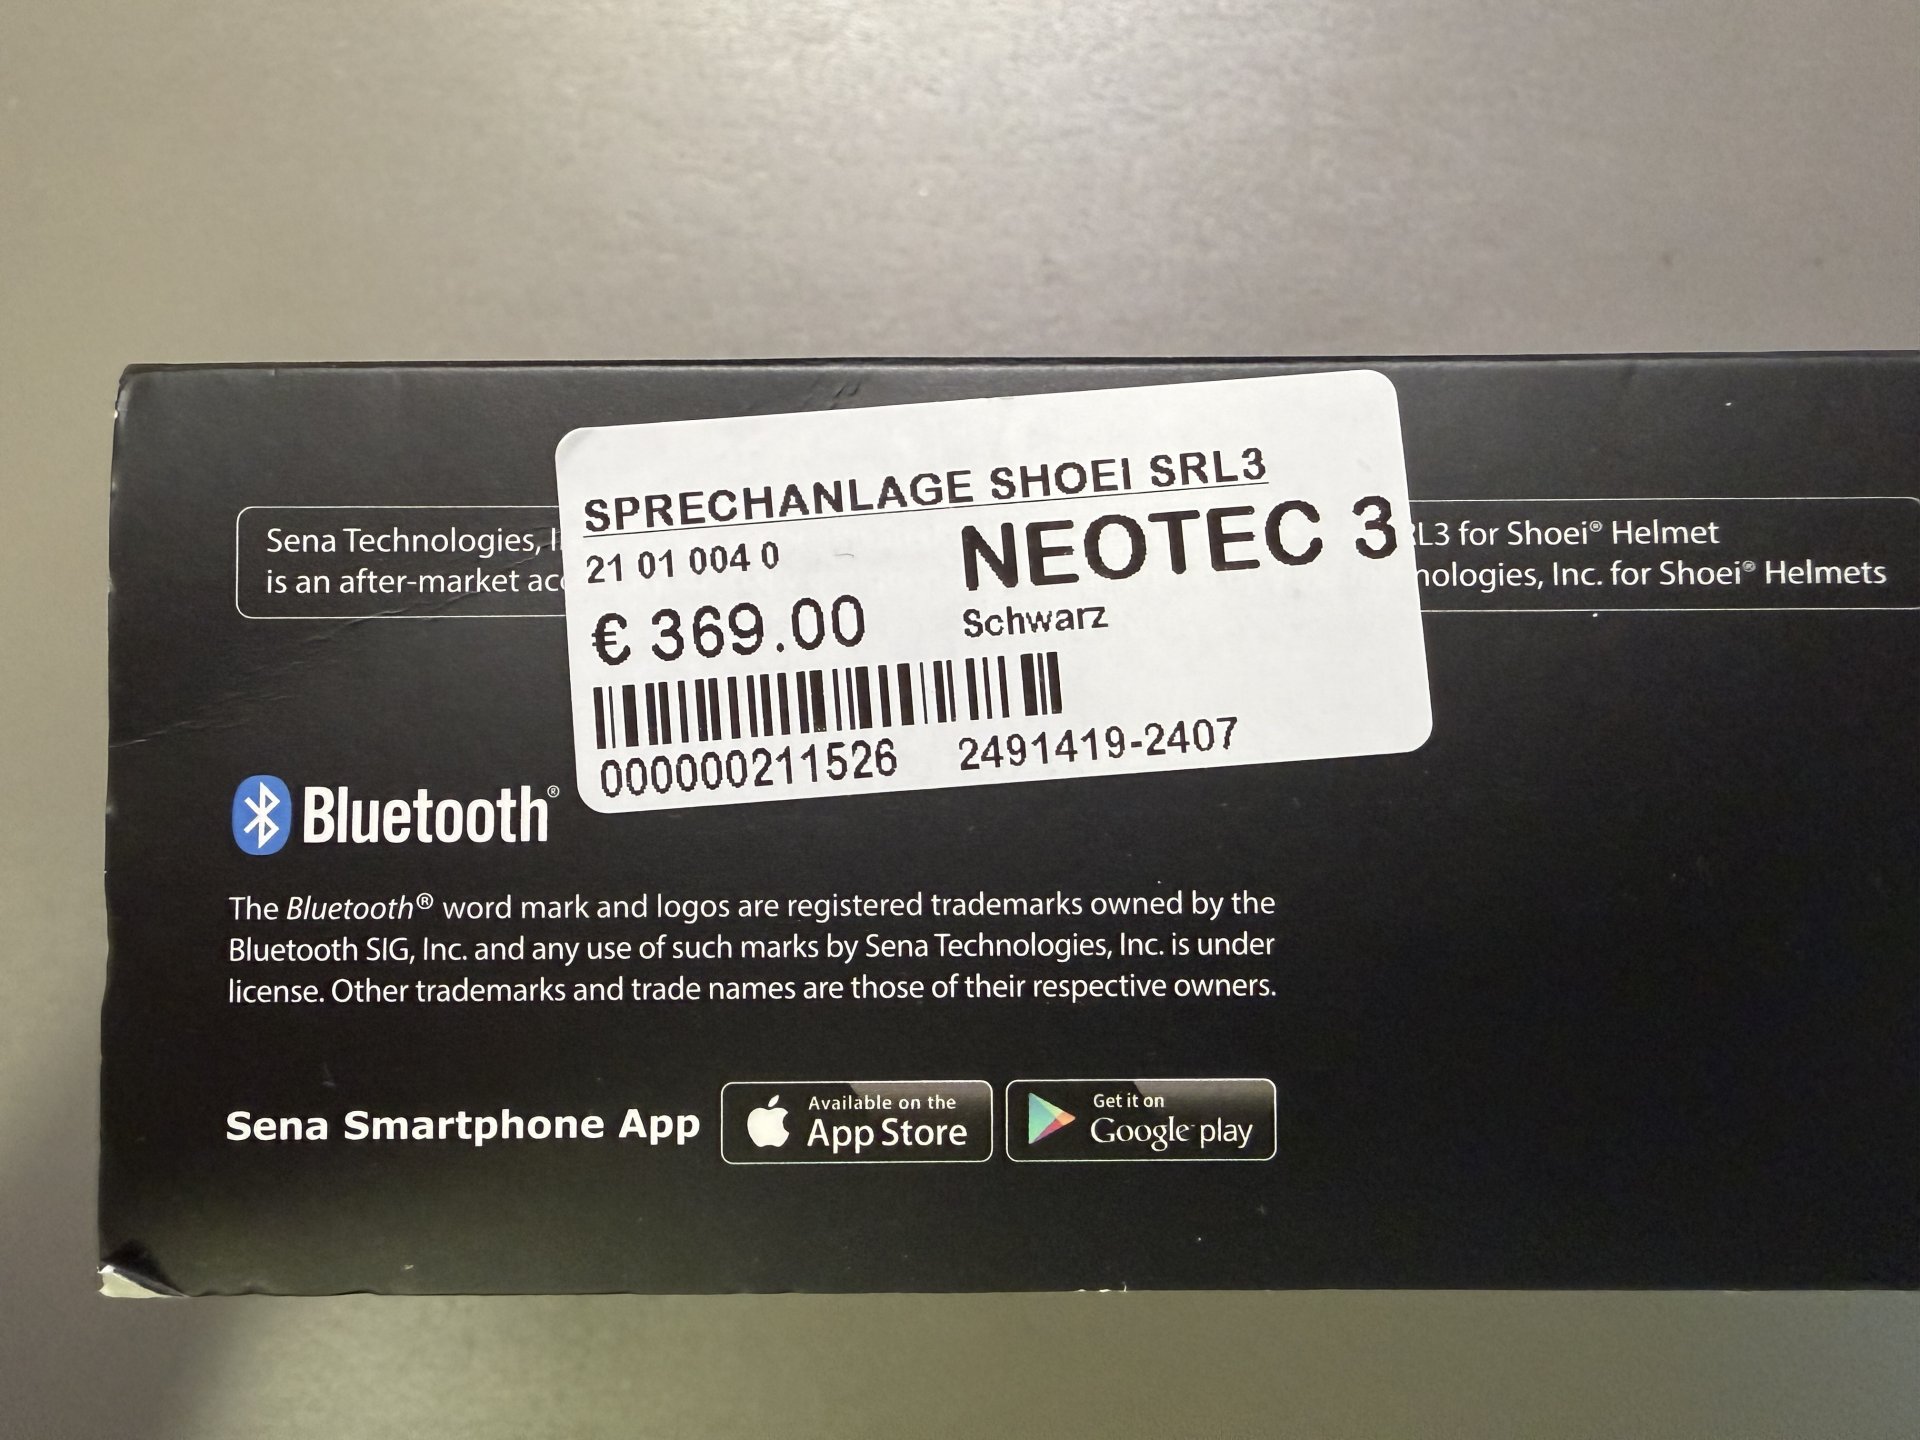 SPRECHANLAGE SHOEI SRL3
21 01 004 0
NEOTEC 3
€ 369.00
Schwarz
000000211526 2491419-2407
Sena Technologies,
is an after-market
for Shoei® Helmet
Inc. for Shoei® Helmets
Bluetooth®
The Bluetooth® word mark and logos are registered trademarks owned by the
Bluetooth SIG, Inc. and any use of such marks by Sena Technologies, Inc. is under
license. Other trademarks and trade names are those of their respective owners.
Sena Smartphone App
Available on the
App Store
Get it on
Google play